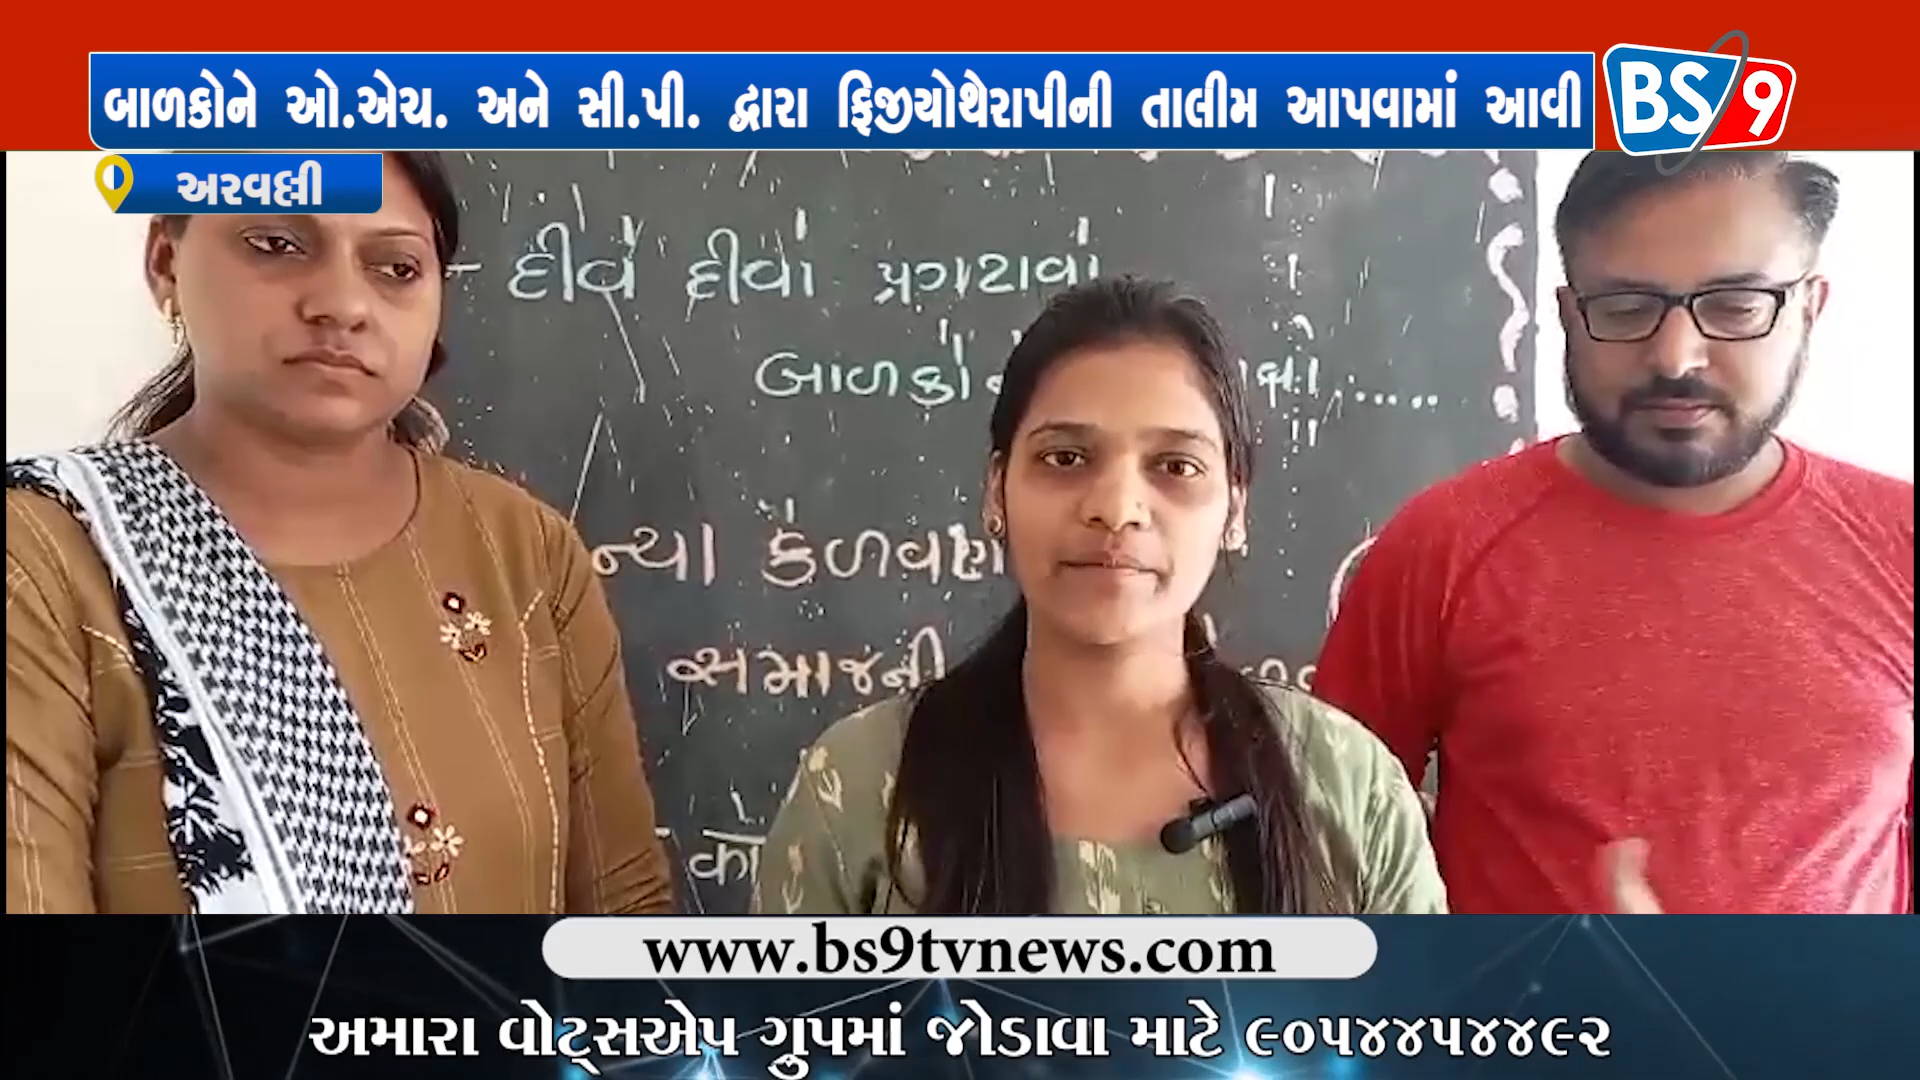 બાળકોને ઓ.એચ. અને સી.પી. દ્વારા ફિજીયોથેરાપીની તાલીમ આપવામાં આવી
BS9
અરવલ્લી
દીવે દીવો પ્રગટાવો
બાળકો
ન્યા કેળવણી
સમાજની
www.bs9tvnews.com
અમારા વોટ્સએપ ગ્રુપમાં જોડાવા માટે ૯૦૫૪૪૫૪૪૯૨